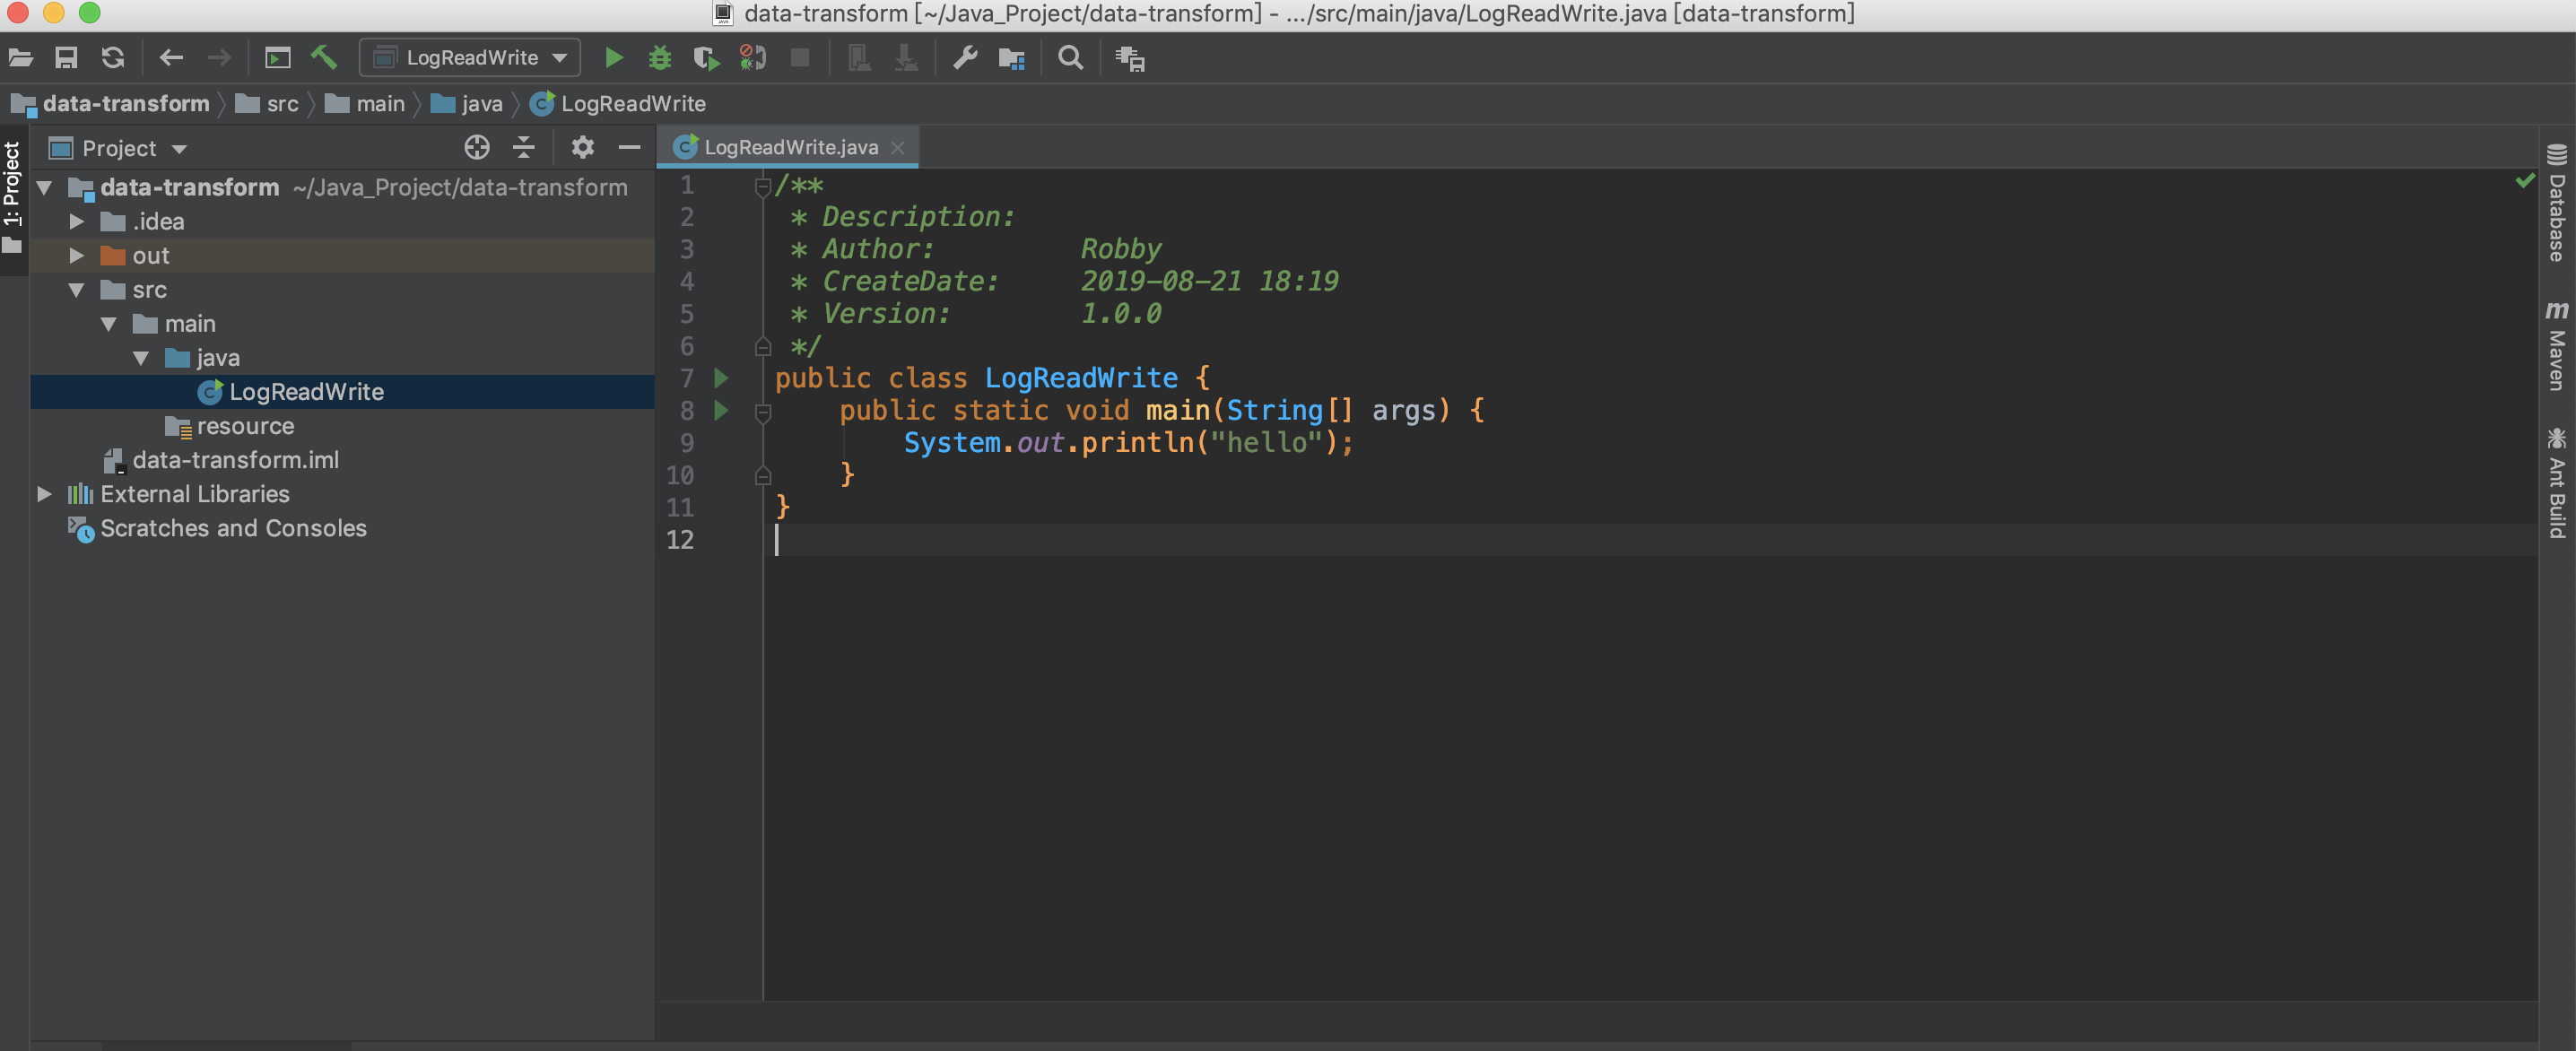 data-transform [~/Java_Project/data-transform] - .../src/main/java/LogReadWrite.java [data-transform]
LogReadWrite
data-transform src main java LogReadWrite
1: Project
Project
data-transform ~/Java_Project/data-transform
.idea
out
src
main
java
LogReadWrite
resource
data-transform.iml
External Libraries
Scratches and Consoles
LogReadWrite.java
1 /**
2 * Description:
3 * Author: Robby
4 * CreateDate: 2019-08-21 18:19
5 * Version: 1.0.0
6 */
7 public class LogReadWrite {
8 public static void main(String[] args) {
9 System.out.println("hello");
10 }
11 }
12
Database
m Maven
Ant Build